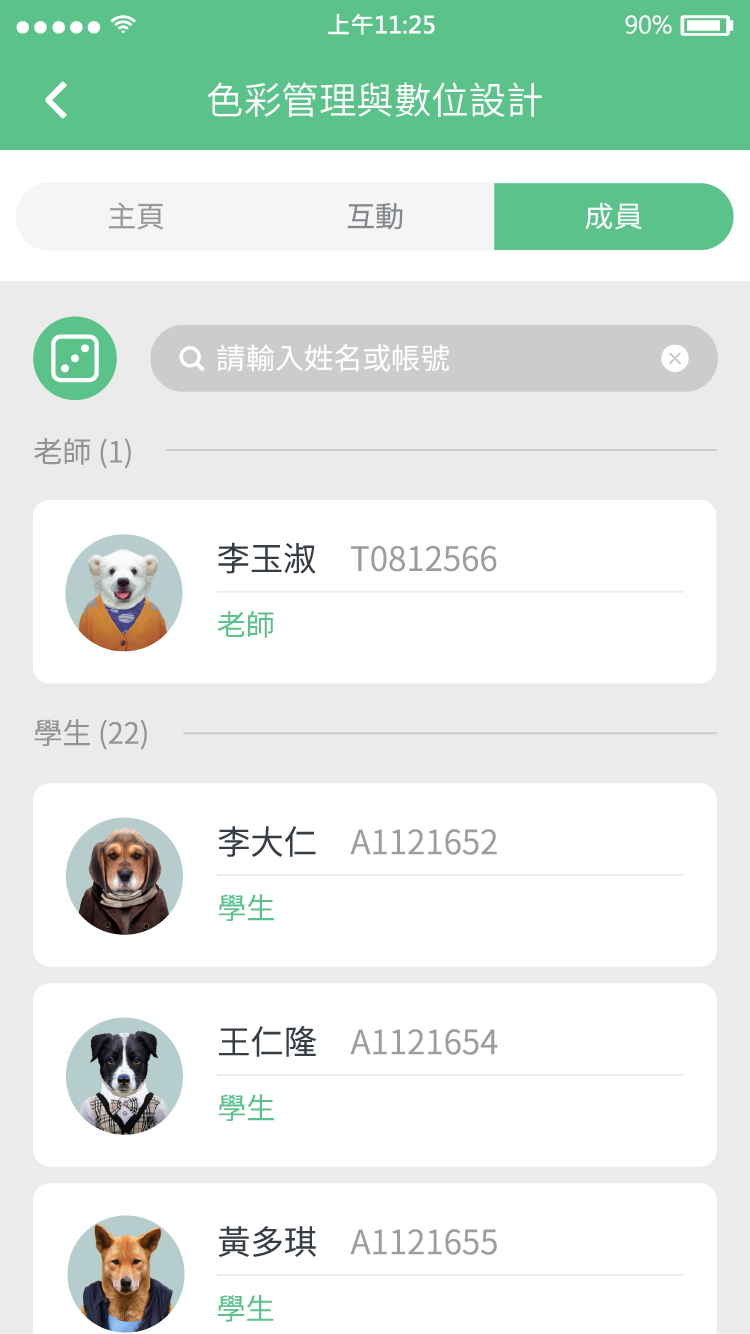 上午11:25
90%
色彩管理與數位設計
主頁 互動 成員
請輸入姓名或帳號
老師 (1)
李玉淑 T0812566
老師
學生 (22)
李大仁 A1121652
學生
王仁隆 A1121654
學生
黃多琪 A1121655
學生